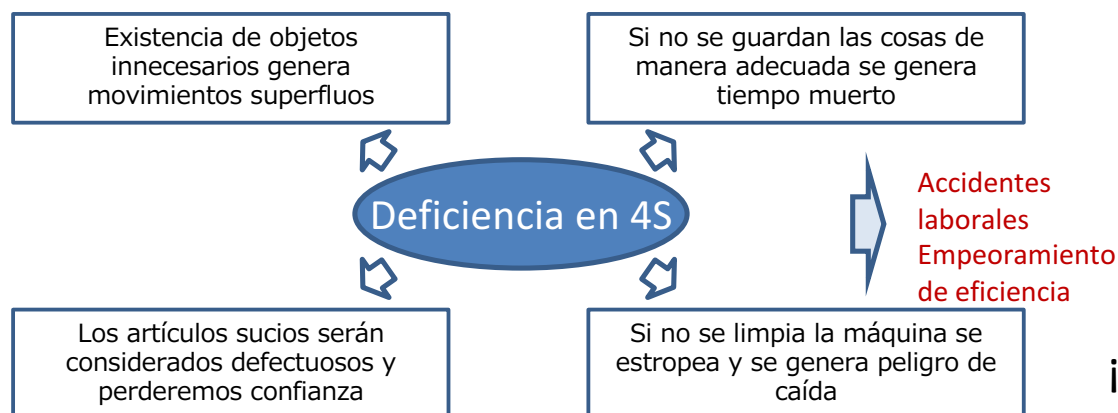 Existencia de objetos
innecesarios genera
movimientos superfluos
Si no se guardan las cosas de
manera adecuada se genera
tiempo muerto
Deficiencia en 4S
Accidentes
laborales
Empeoramiento
de eficiencia
Los artículos sucios serán
considerados defectuosos y
perderemos confianza
Si no se limpia la máquina se
estropea y se genera peligro de
caída
¡